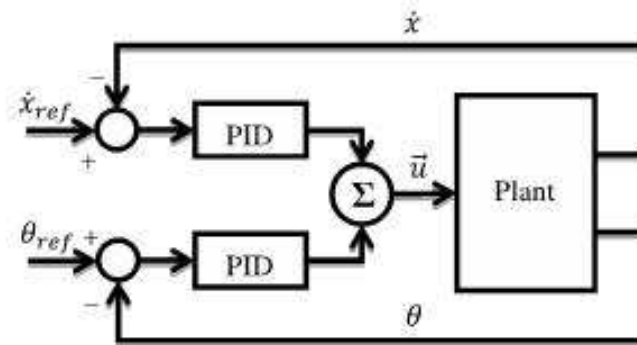 ẋ
−
ẋ_ref
+
PID
Σ
u⃗
Plant
θ_ref
+
PID
−
θ